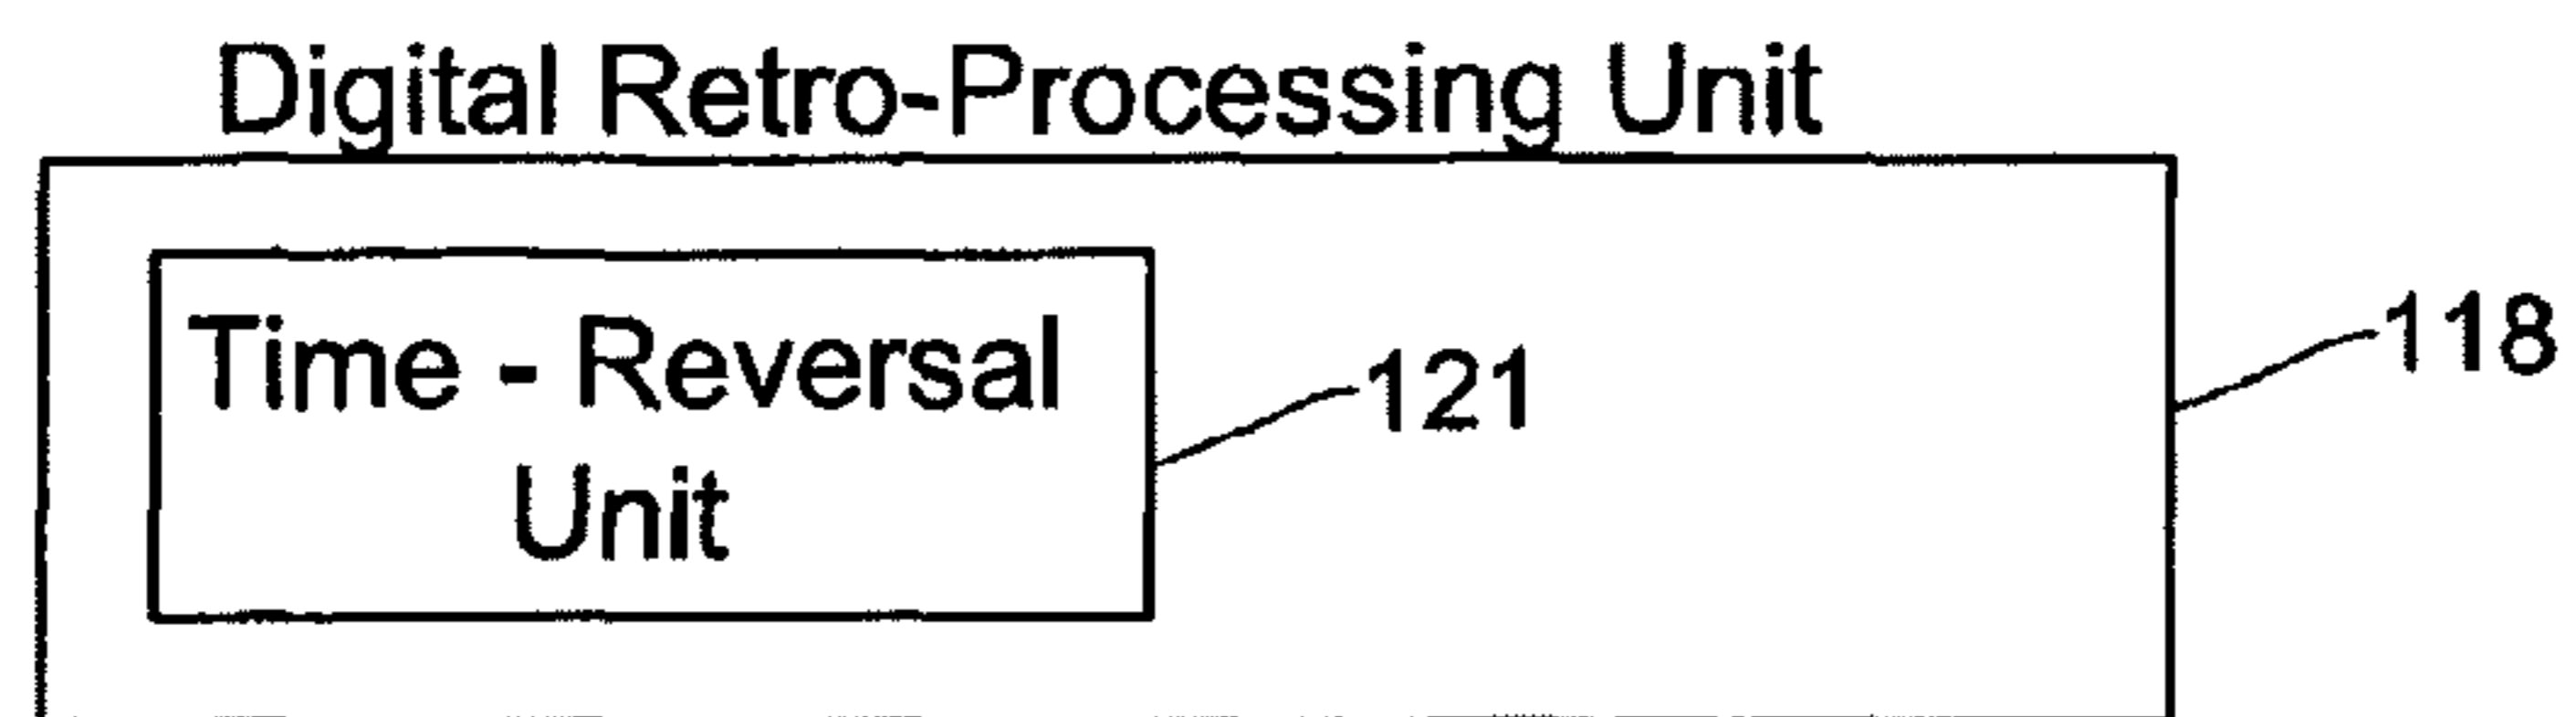 Digital Retro-Processing Unit
Time - Reversal
Unit
121
118